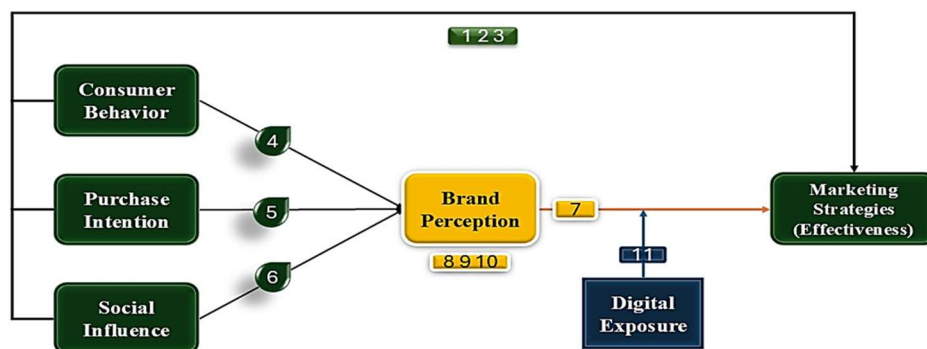 1 2 3
Consumer
Behavior
4
Purchase
Intention
5
Social
Influence
6
Brand
Perception
8 9 10
7
11
Digital
Exposure
Marketing
Strategies
(Effectiveness)